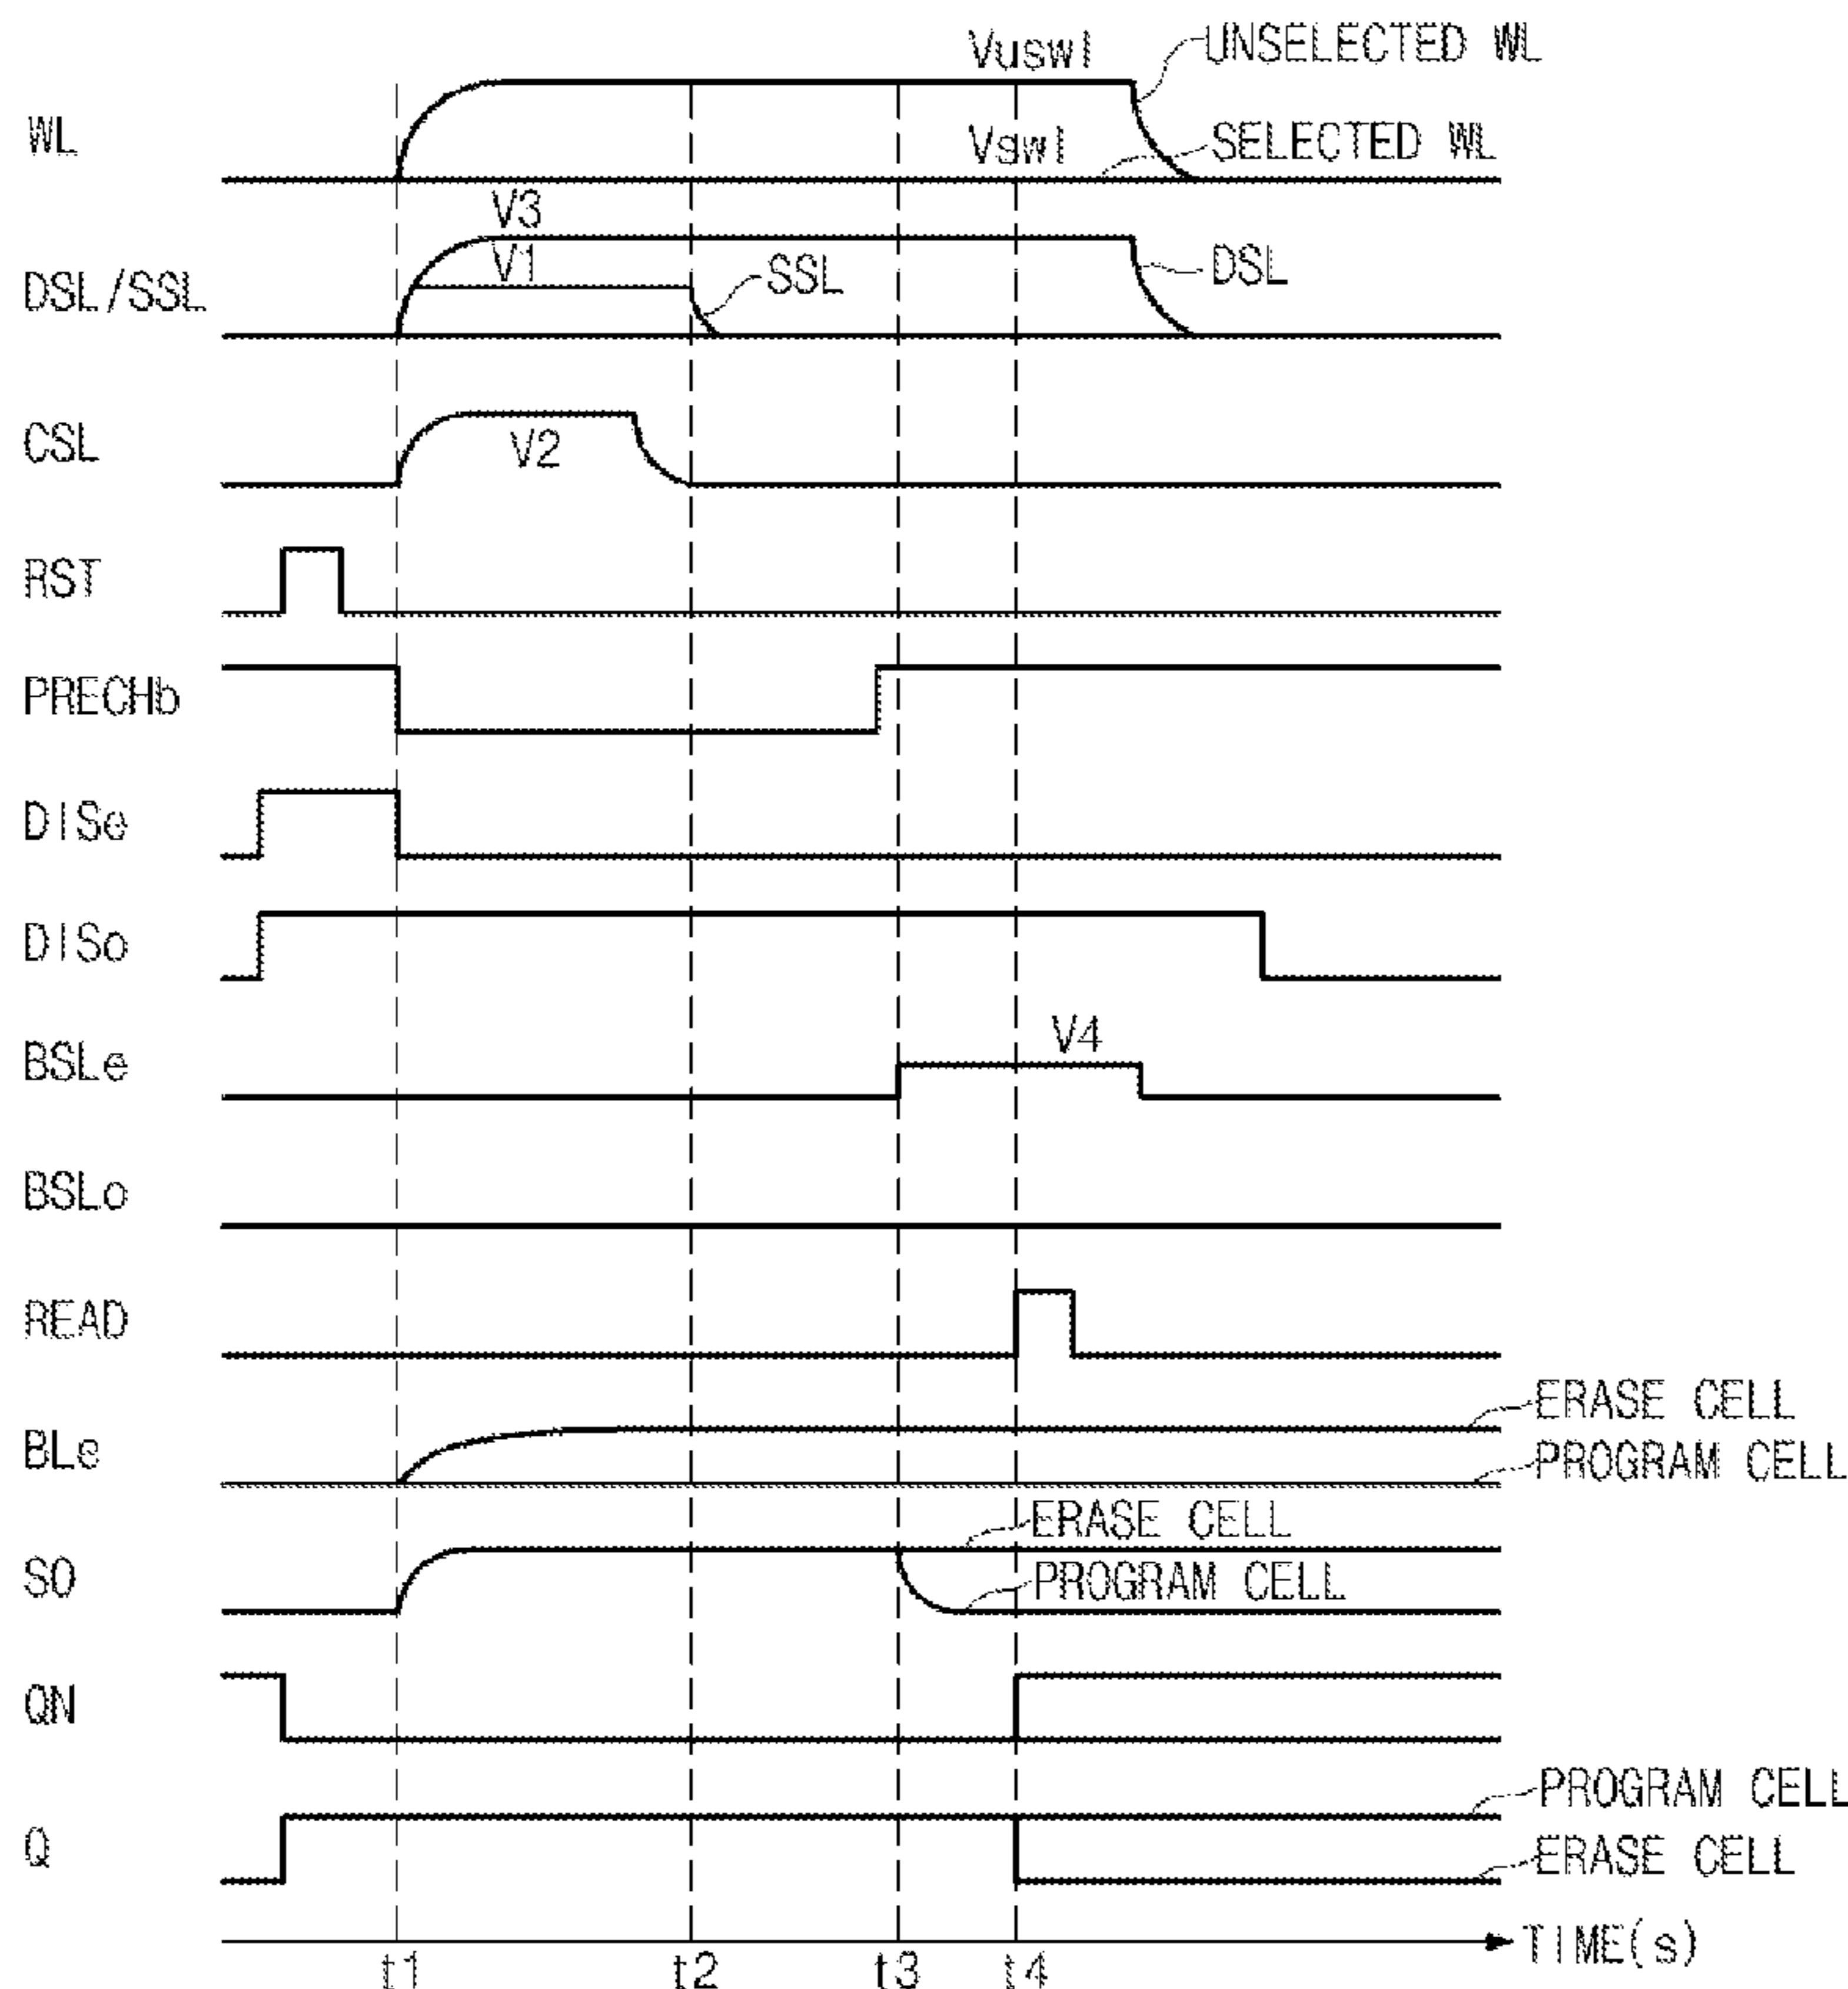 Vuswl UNSELECTED WL
WL Vswl SELECTED WL
V3
V1
DSL/SSL SSL DSL
CSL V2
RST
PRECHb
DISe
DISo
V4
BSLe
BSLo
READ
ERASE CELL
BLe
PROGRAM CELL
ERASE CELL
SO PROGRAM CELL
QN
PROGRAM CELL
Q
ERASE CELL
TIME(s)
t1 t2 t3 t4